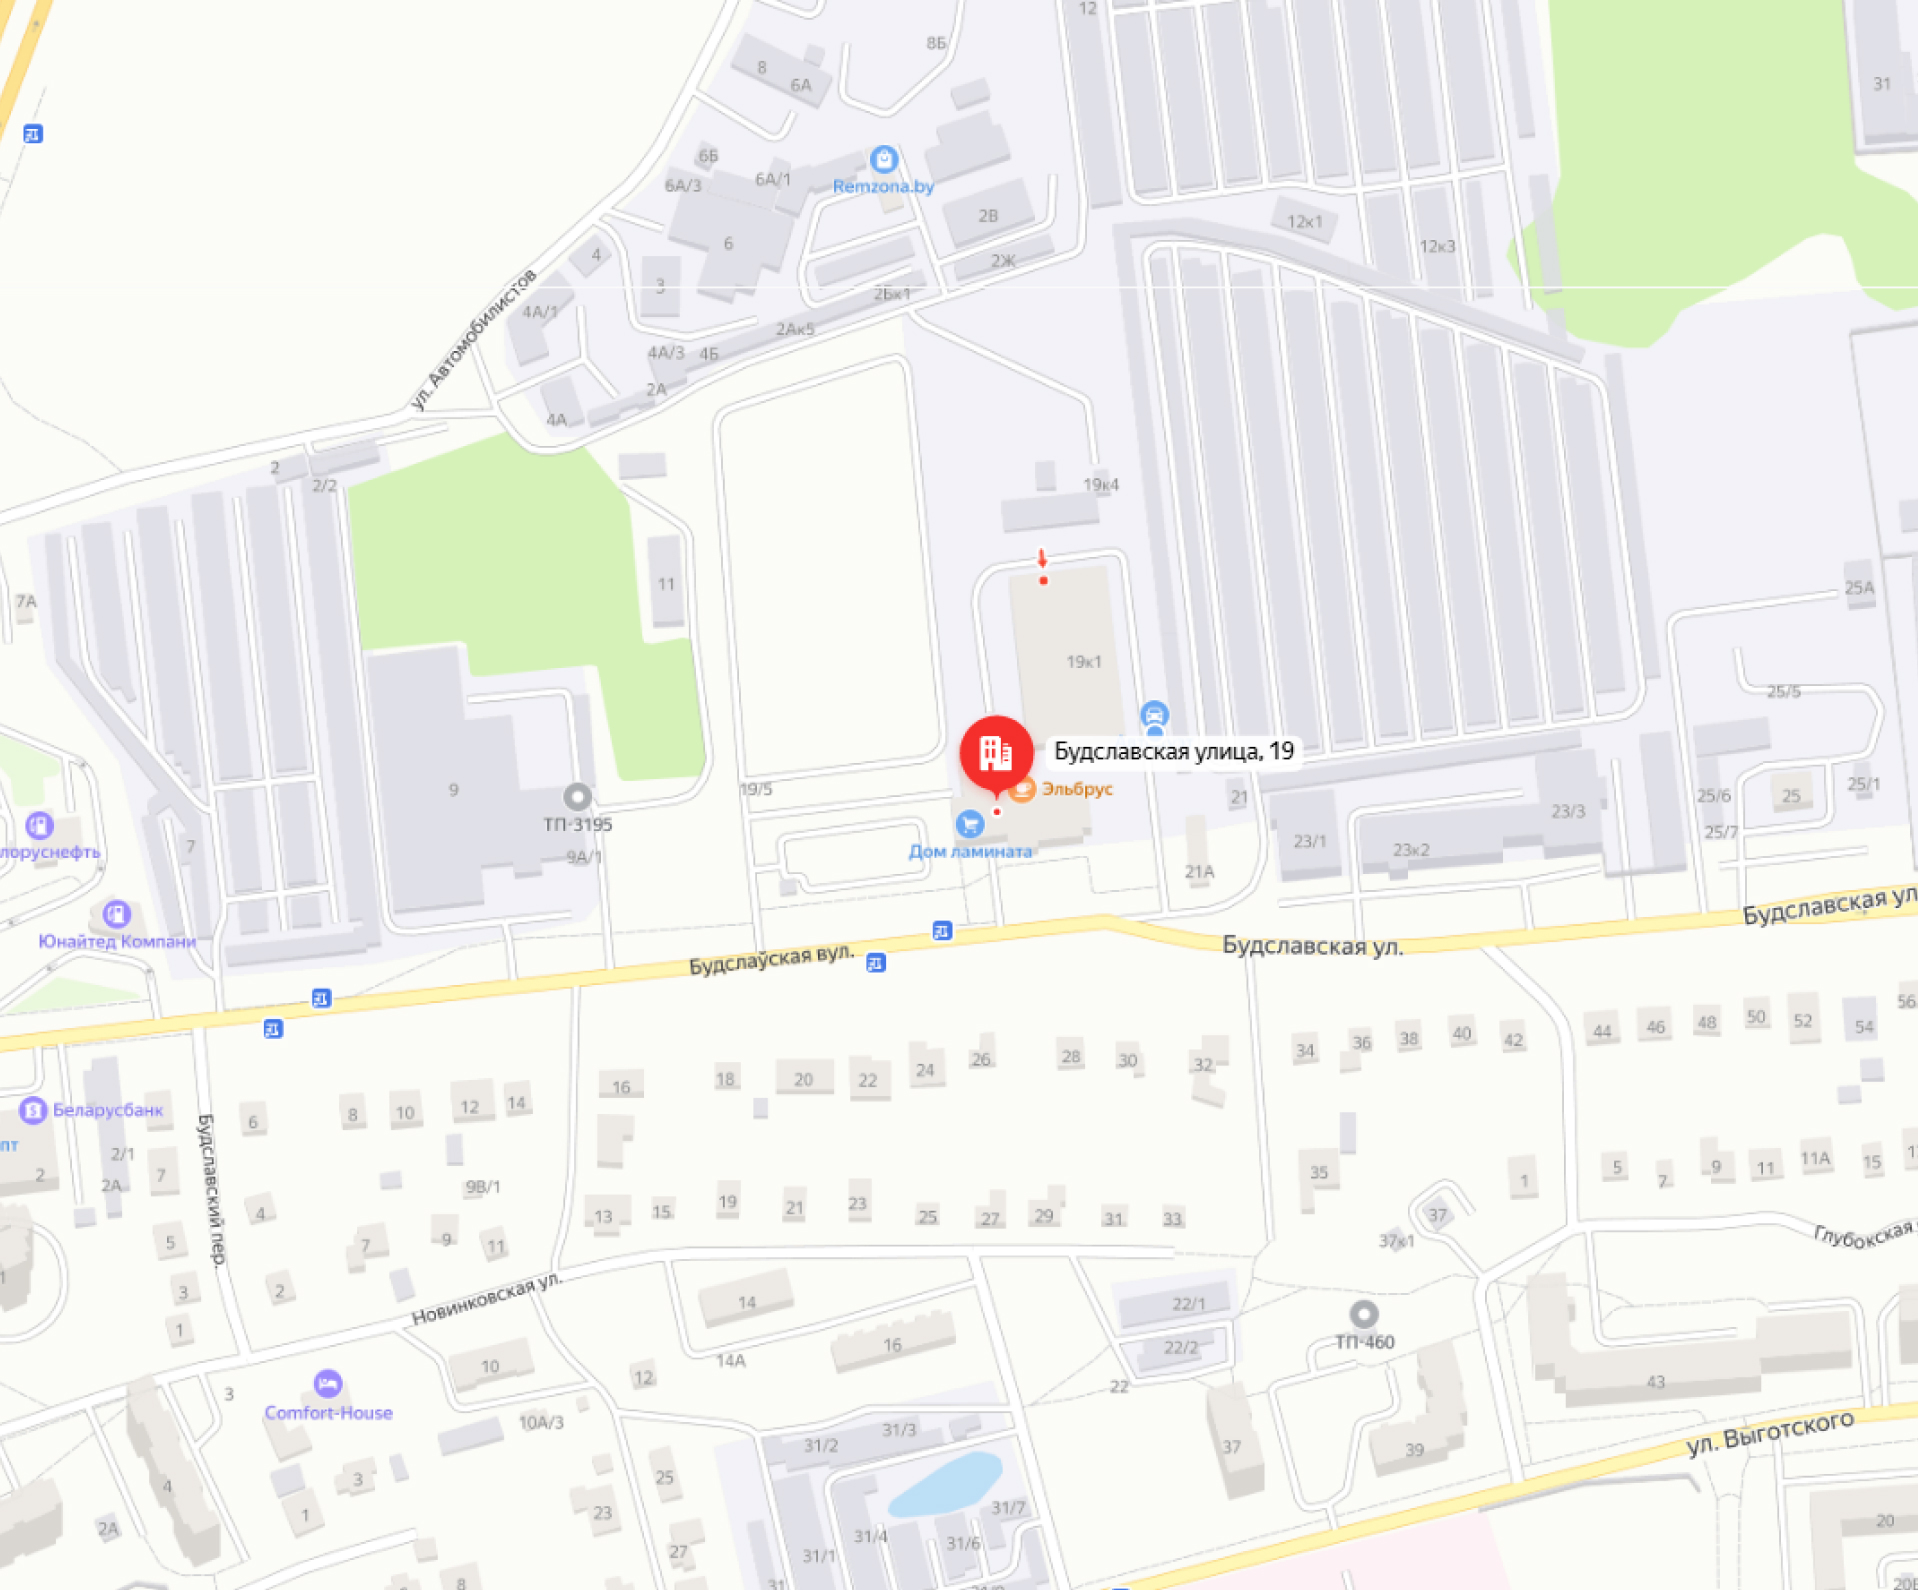 12
8Б
31
8
6А
6Б
6А/3
6А/1
Remzona.by
2В
12к1
12к3
6
4
2Ж
3
2Бк1
ул. Автомобилистов
4А/1
2Ак5
4А/3
4Б
2А
4А
2
2/2
19к4
11
25А
7А
19к1
25/5
Будславская улица, 19
9
19/5
Эльбрус
21
25/6
25
25/1
23/3
ТП-3195
25/7
7
лоруснефть
9А/1
Дом ламината
23/1
23к2
21А
Юнайтед Компани
Будславская ул
Будслаўская вул.
Будславская ул.
56
44
46
48
50
52
54
34
36
38
40
42
16
18
20
22
24
26
28
30
32
Беларусбанк
6
8
10
12
14
пт
2/1
2
2А
7
Будславский пер.
9В/1
35
1
5
7
9
11
11А
15
1
4
13
15
19
21
23
25
27
29
31
33
37
37к1
Глубокская
5
7
9
11
1
3
2
Новинковская ул.
14
22/1
1
16
22/2
ТП-460
14А
10
12
22
43
3
Comfort-House
10А/3
31/3
31/2
37
39
ул. Выготского
4
3
25
1
23
31/7
2А
31/4
31/6
20
27
31/1
8
31